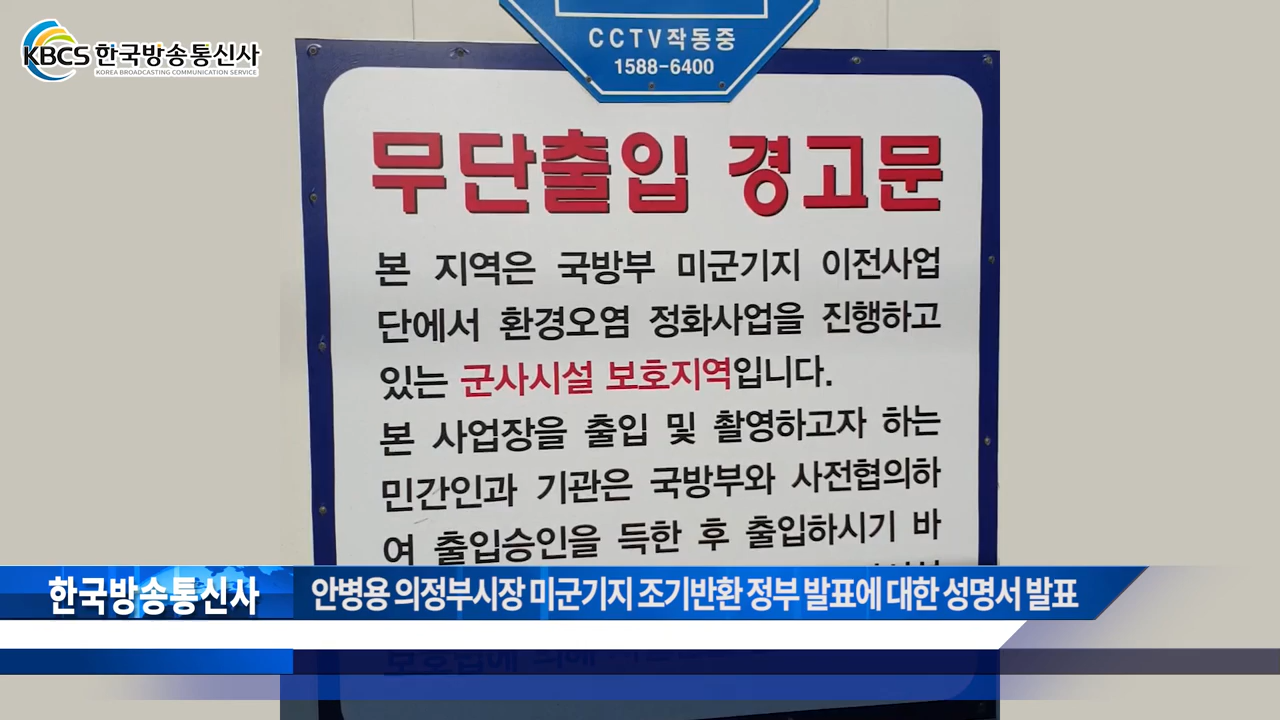 KBCS 한국방송통신사
KOREA BROADCASTING COMMUNICATION SERVICE
CCTV작동중
1588-6400
무단출입 경고문
본 지역은 국방부 미군기지 이전사업
단에서 환경오염 정화사업을 진행하고
있는 군사시설 보호지역입니다.
본 사업장을 출입 및 촬영하고자 하는
민간인과 기관은 국방부와 사전협의하
여 출입승인을 득한 후 출입하시기 바
한국방송통신사
안병용 의정부시장 미군기지 조기반환 정부 발표에 대한 성명서 발표